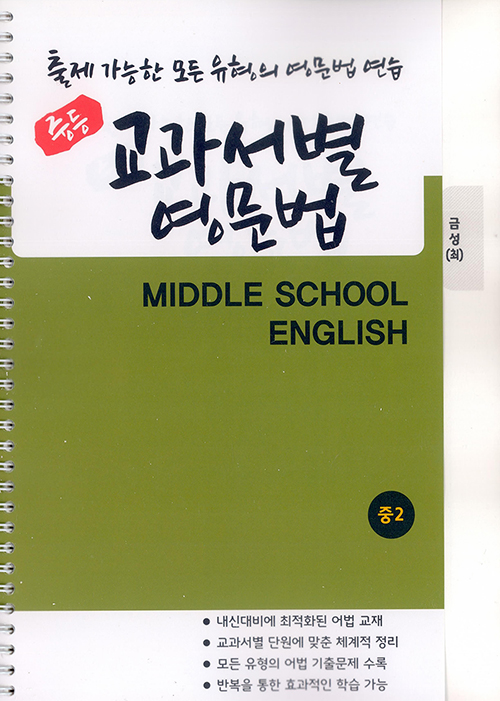 출제 가능한 모든 유형의 영문법 연습
중등
교과서별
영문법
금성
(최)
MIDDLE SCHOOL
ENGLISH
중2
• 내신대비에 최적화된 어법 교재
• 교과서별 단원에 맞춘 체계적 정리
• 모든 유형의 어법 기출문제 수록
• 반복을 통한 효과적인 학습 가능